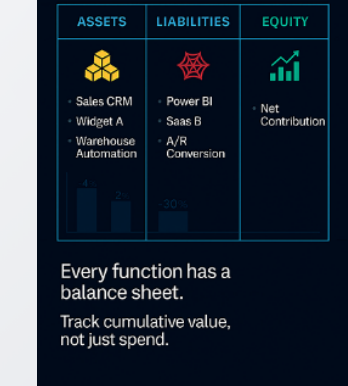 ASSETS
LIABILITIES
EQUITY
• Sales CRM
• Widget A
• Warehouse
Automation
• Power BI
• Saas B
• A/R
Conversion
• Net
Contribution
-30%
Every function has a
balance sheet.
Track cumulative value,
not just spend.